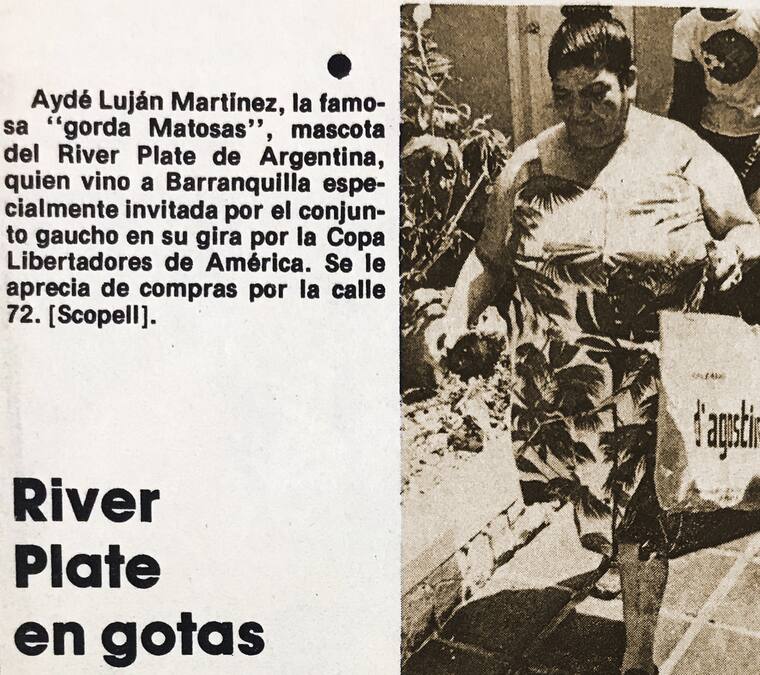 Aydé Luján Martinez, la famo-
sa “gorda Matosas”, mascota
del River Plate de Argentina,
quien vino a Barranquilla espe-
cialmente invitada por el conjun-
to gaucho en su gira por la Copa
Libertadores de América. Se le
aprecia de compras por la calle
72. [Scopell].
River
Plate
en gotas
d'agostin